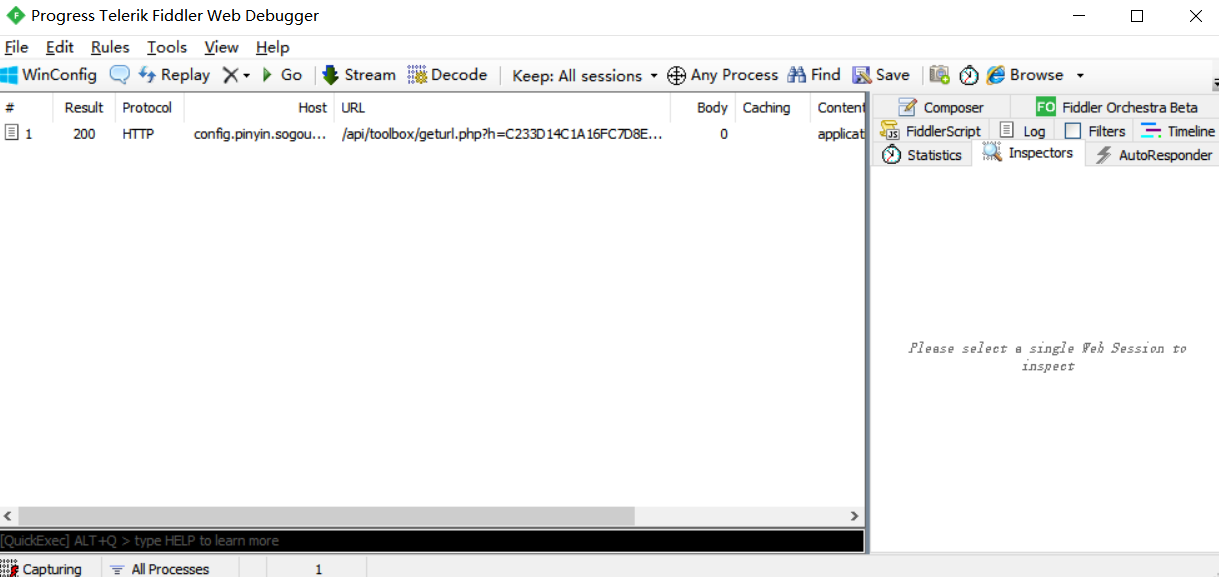 Progress Telerik Fiddler Web Debugger
File Edit Rules Tools View Help
WinConfig Replay Go Stream Decode Keep: All sessions Any Process Find Save Browse
# Result Protocol Host URL Body Caching Content
1 200 HTTP config.pinyin.sogou... /api/toolbox/geturl.php?h=C233D14C1A16FC7D8E... 0 applicat
Composer FO Fiddler Orchestra Beta
JS FiddlerScript Log Filters Timeline
Statistics Inspectors AutoResponder
Please select a single Web Session to
inspect
[QuickExec] ALT+Q > type HELP to learn more
Capturing All Processes 1